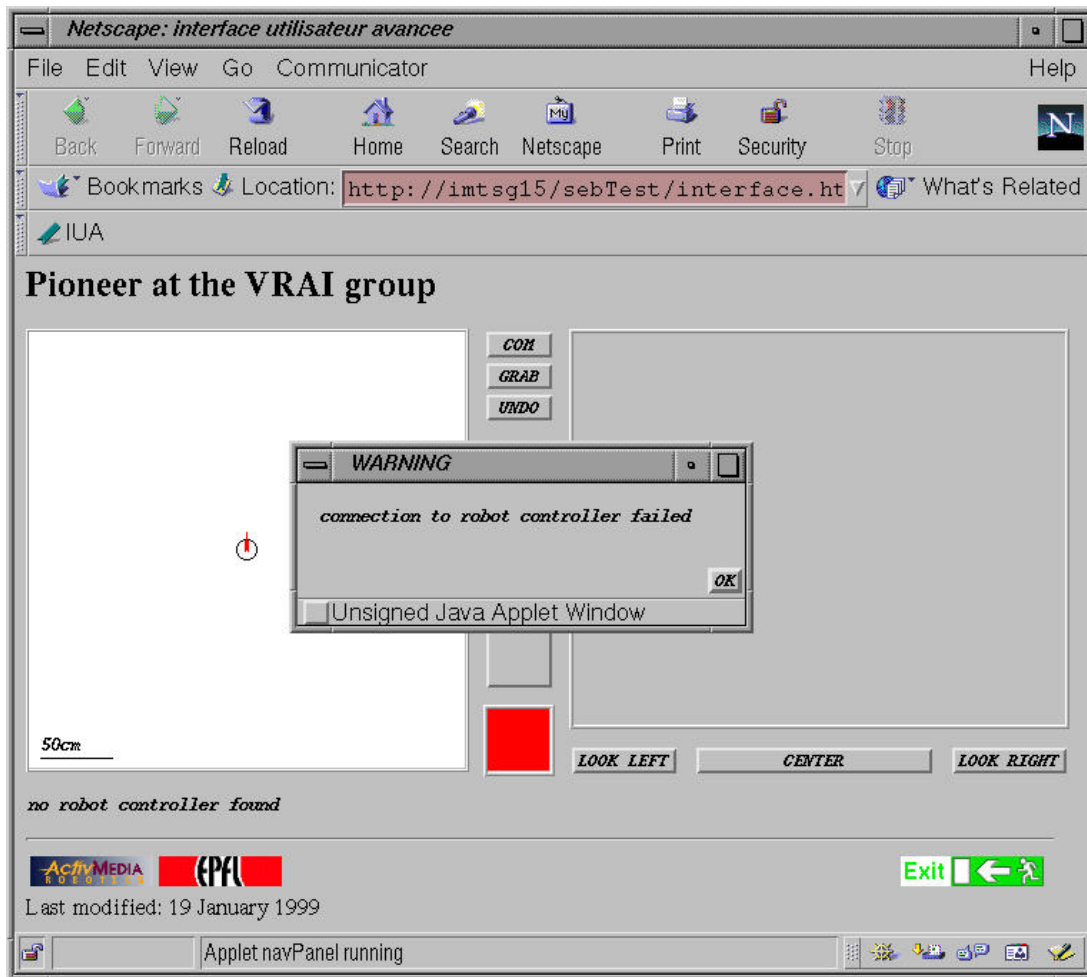 Netscape: interface utilisateur avancee
File Edit View Go Communicator Help
Back Forward Reload Home Search Netscape Print Security Stop
My
N
Bookmarks Location: http://imtsg15/sebTest/interface.ht What's Related
IUA
Pioneer at the VRAI group
COM
GRAB
UNDO
WARNING
connection to robot controller failed
OK
Unsigned Java Applet Window
50cm
LOOK LEFT CENTER LOOK RIGHT
no robot controller found
ACTIVMEDIA
ROBOTICS
EPFL
Exit
Last modified: 19 January 1999
Applet navPanel running